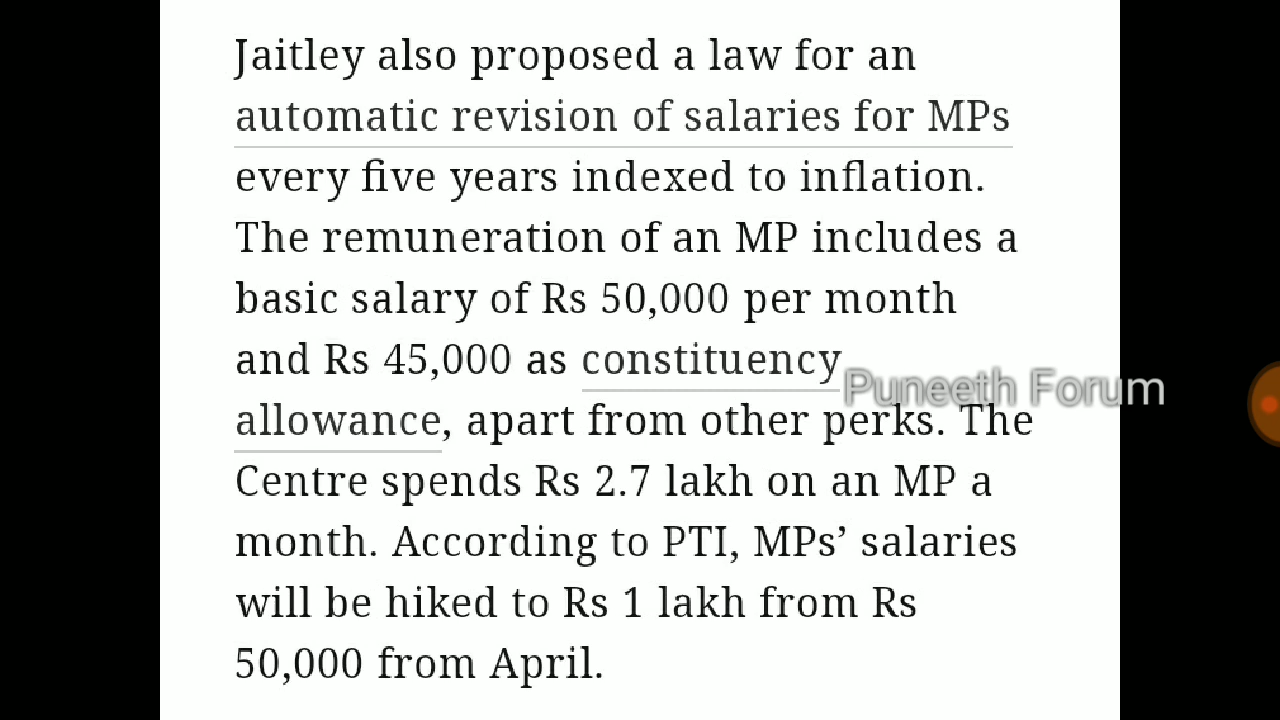 Jaitley also proposed a law for an
automatic revision of salaries for MPs
every five years indexed to inflation.
The remuneration of an MP includes a
basic salary of Rs 50,000 per month
and Rs 45,000 as constituency
Puneeth Forum
allowance, apart from other perks. The
Centre spends Rs 2.7 lakh on an MP a
month. According to PTI, MPs’ salaries
will be hiked to Rs 1 lakh from Rs
50,000 from April.